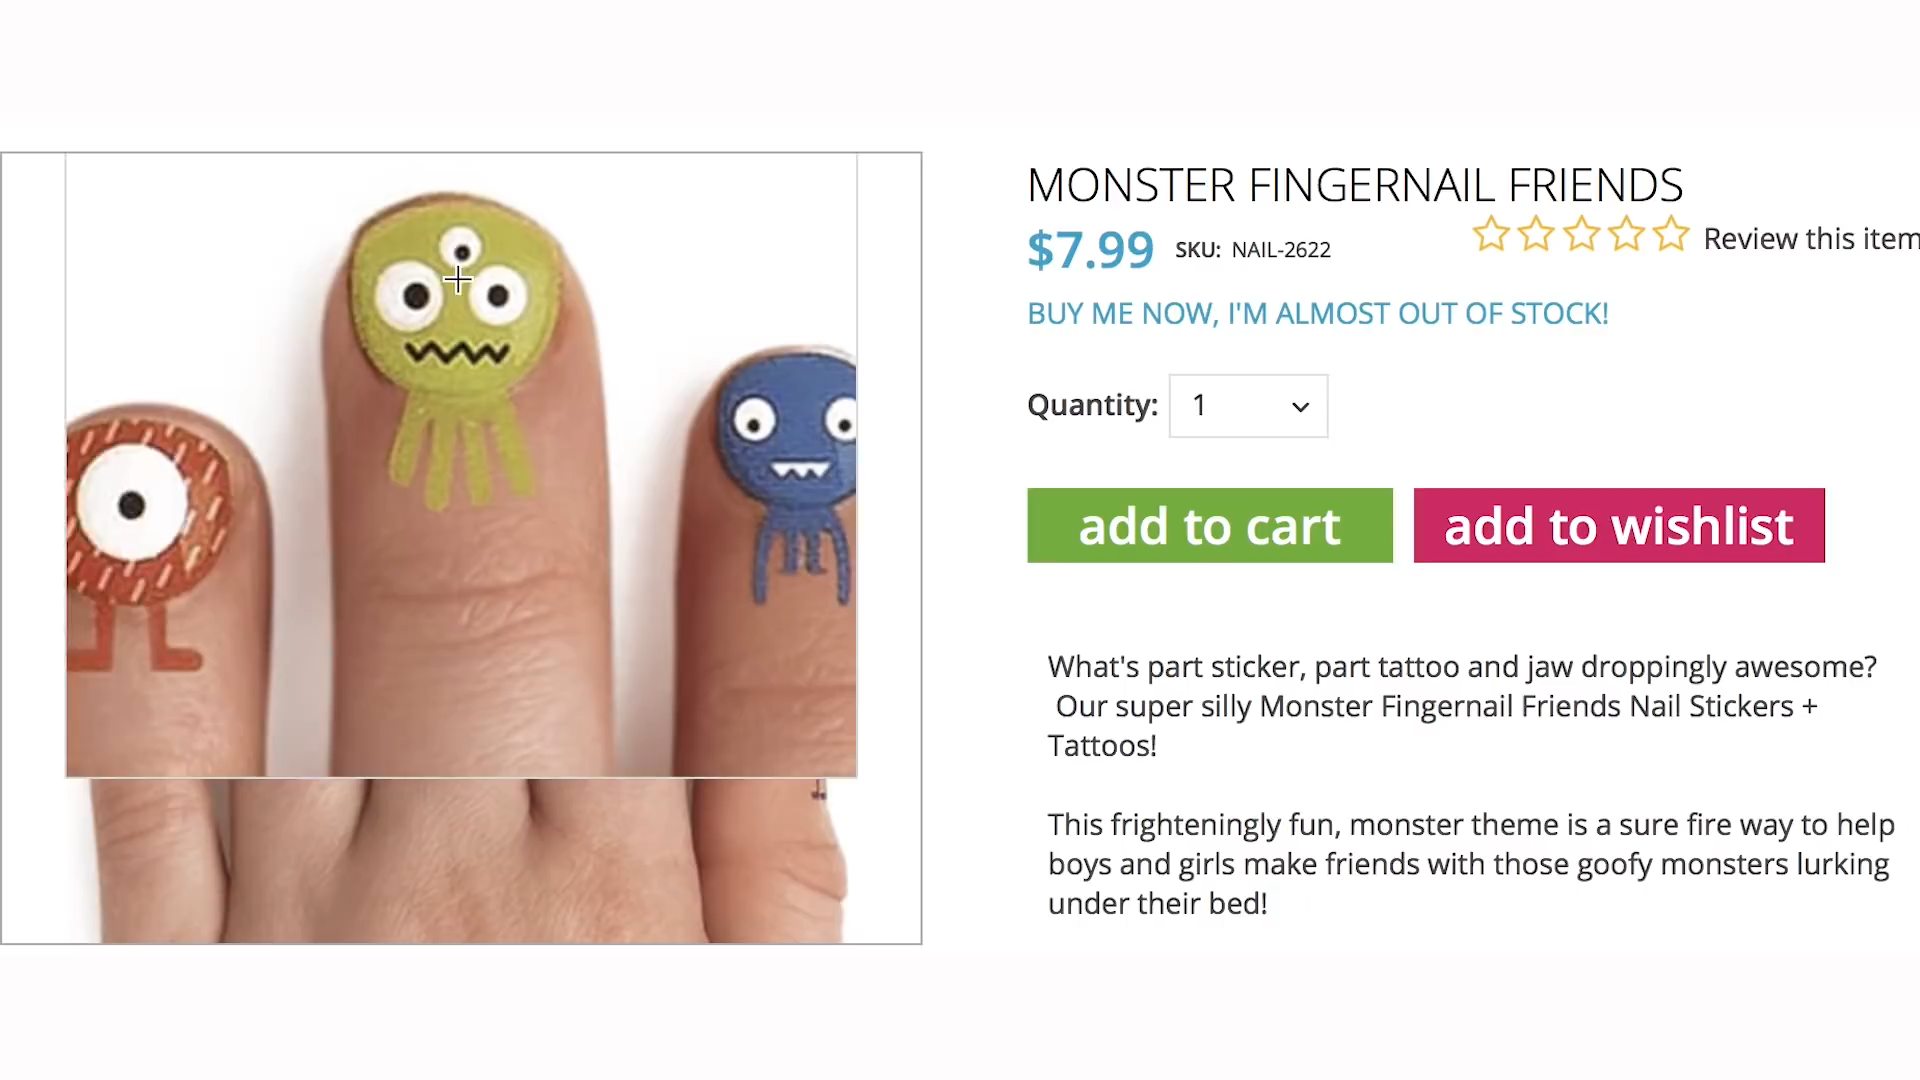 MONSTER FINGERNAIL FRIENDS
$7.99 SKU: NAIL-2622
Review this item
BUY ME NOW, I'M ALMOST OUT OF STOCK!
Quantity: 1
add to cart
add to wishlist
What's part sticker, part tattoo and jaw droppingly awesome?
Our super silly Monster Fingernail Friends Nail Stickers +
Tattoos!
This frighteningly fun, monster theme is a sure fire way to help
boys and girls make friends with those goofy monsters lurking
under their bed!